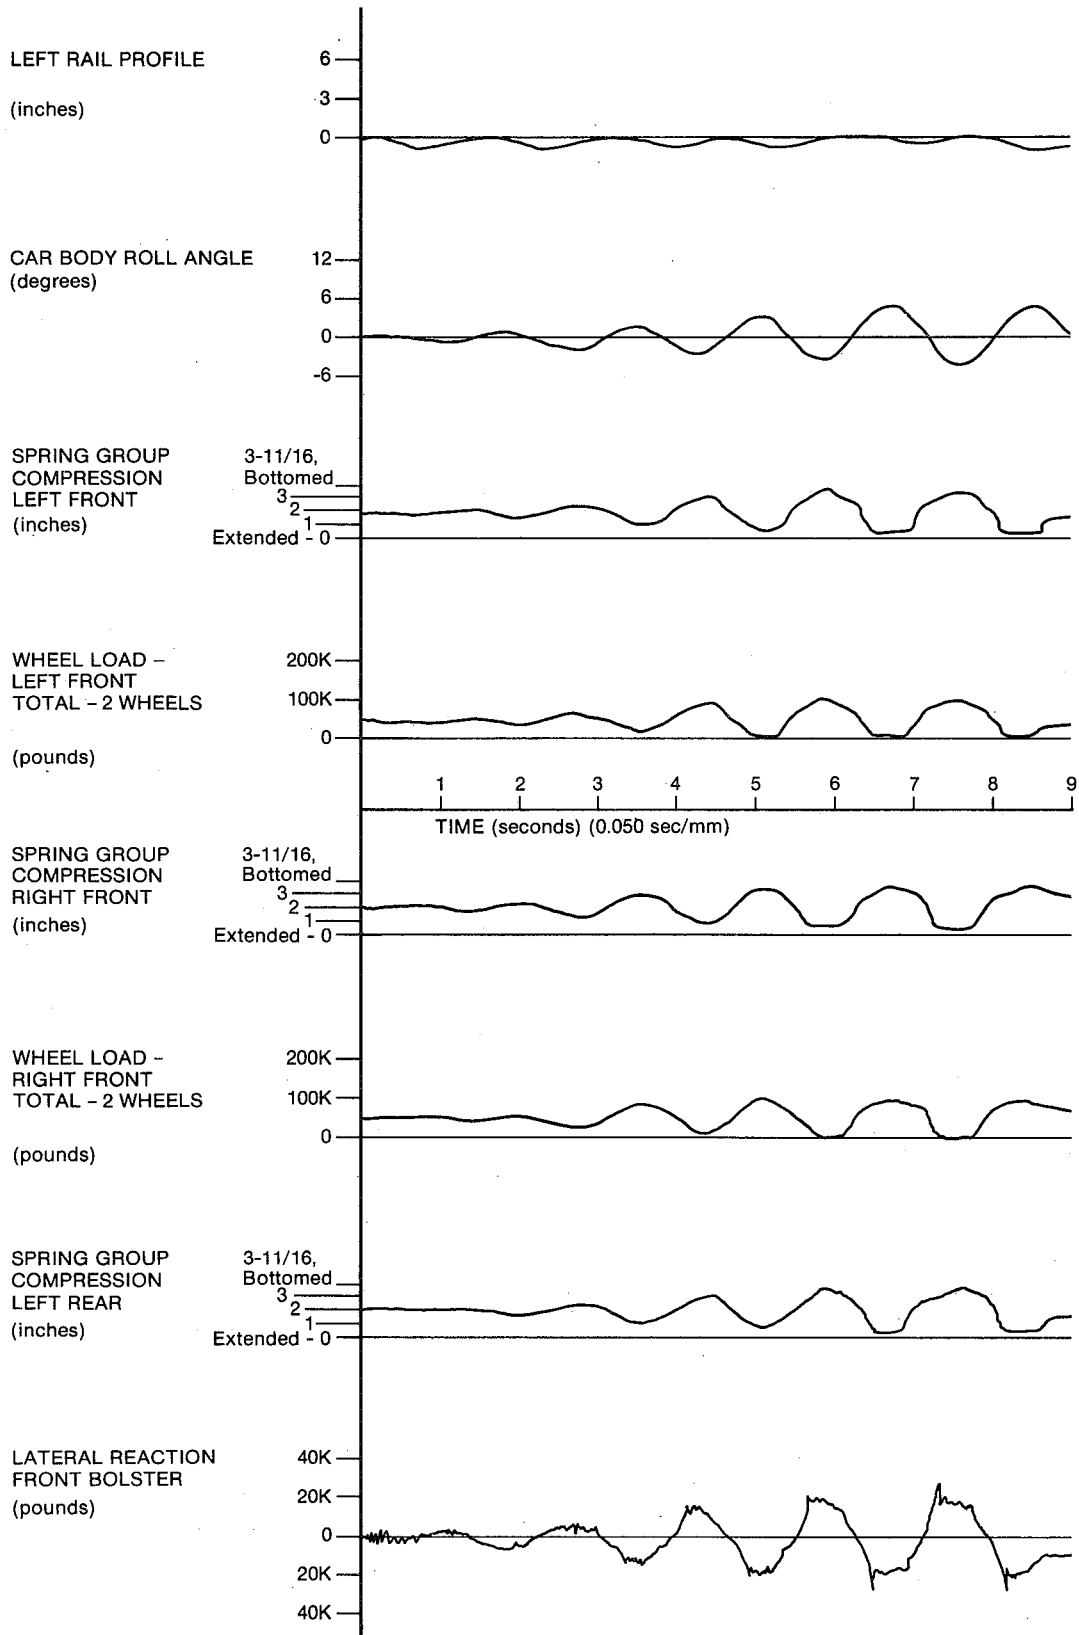 LEFT RAIL PROFILE
(inches)
6
3
0
CAR BODY ROLL ANGLE
(degrees)
12
6
0
-6
SPRING GROUP
COMPRESSION
LEFT FRONT
(inches)
3-11/16,
Bottomed
3
2
1
Extended - 0
WHEEL LOAD –
LEFT FRONT
TOTAL – 2 WHEELS
(pounds)
200K
100K
0
1 2 3 4 5 6 7 8 9
TIME (seconds) (0.050 sec/mm)
SPRING GROUP
COMPRESSION
RIGHT FRONT
(inches)
3-11/16,
Bottomed
3
2
1
Extended - 0
WHEEL LOAD –
RIGHT FRONT
TOTAL – 2 WHEELS
(pounds)
200K
100K
0
SPRING GROUP
COMPRESSION
LEFT REAR
(inches)
3-11/16,
Bottomed
3
2
1
Extended - 0
LATERAL REACTION
FRONT BOLSTER
(pounds)
40K
20K
0
20K
40K